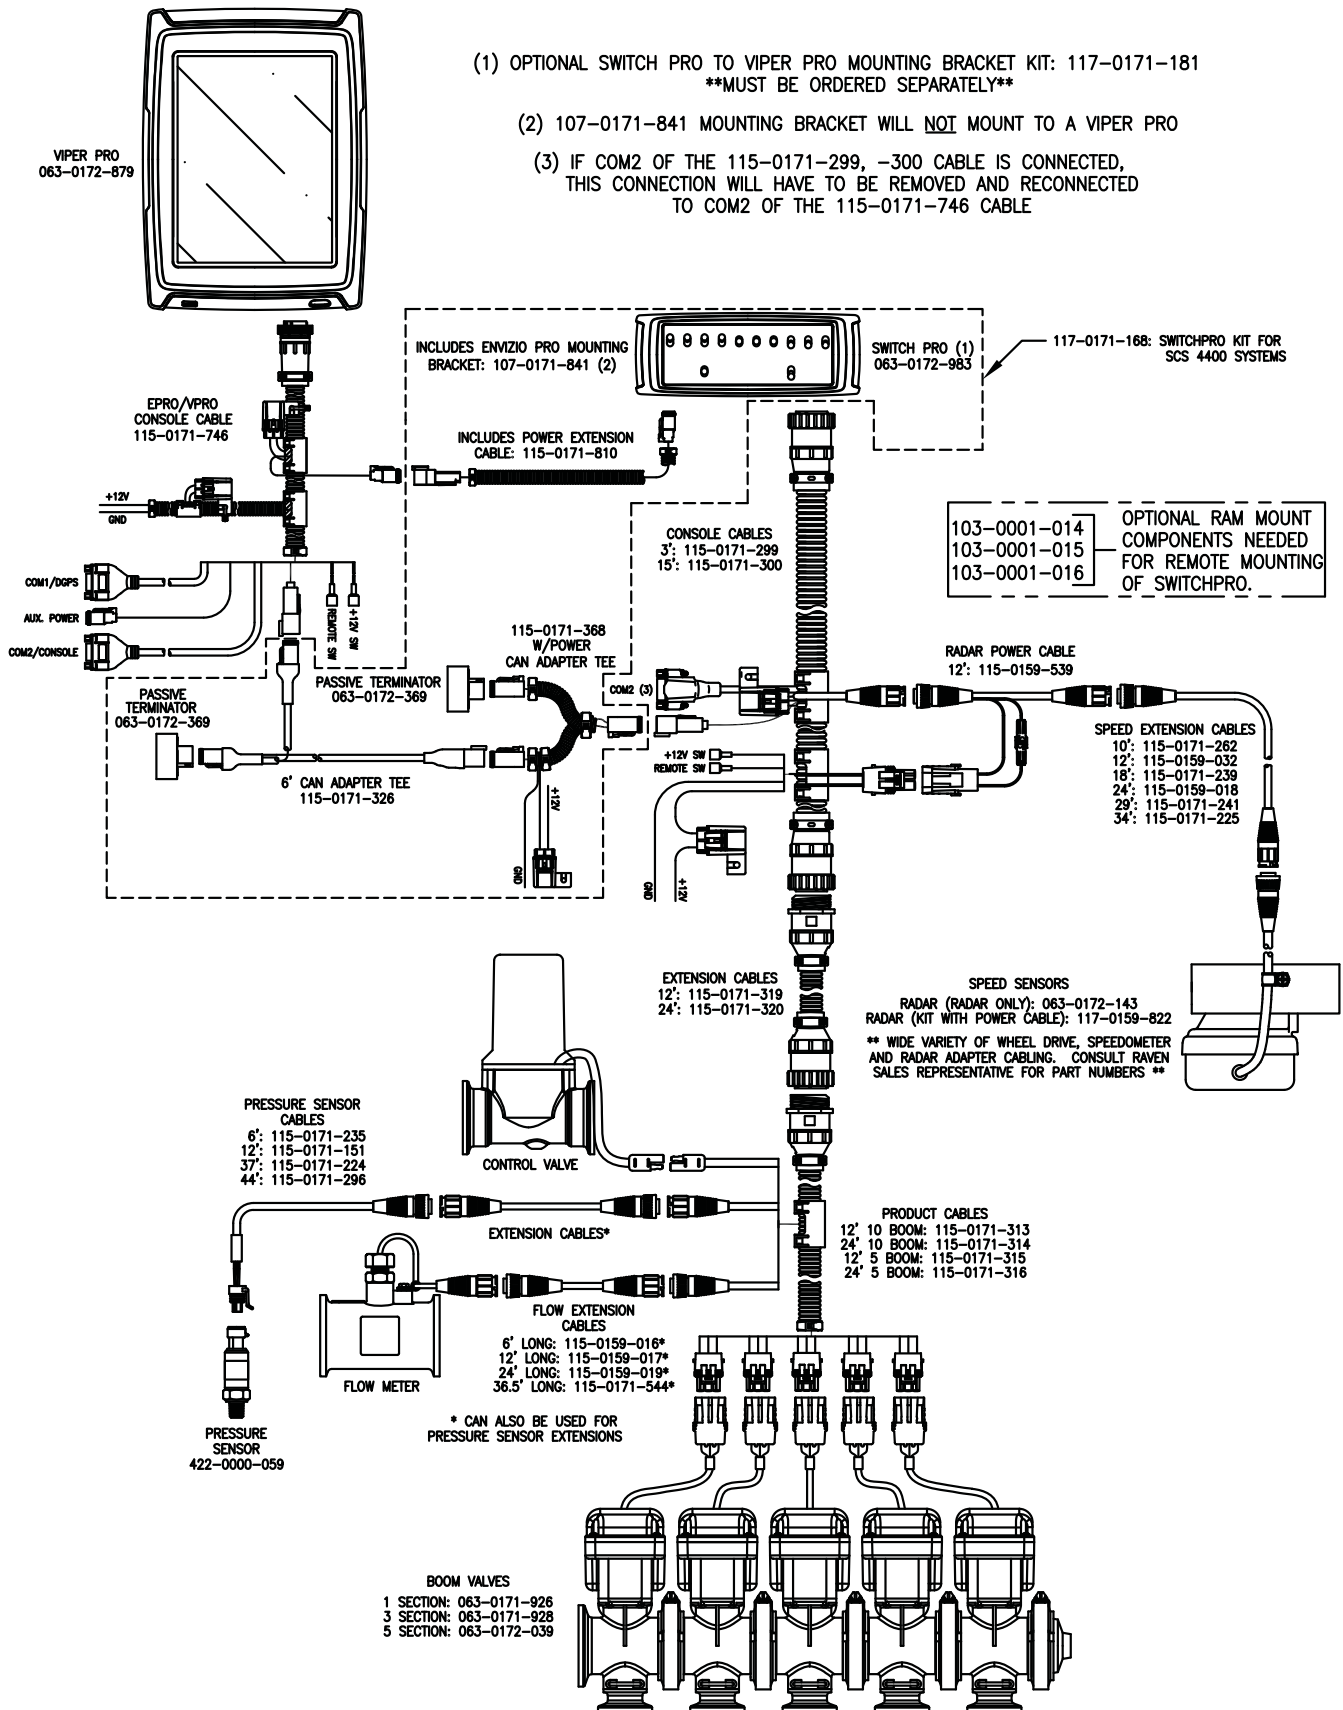 (1) OPTIONAL SWITCH PRO TO VIPER PRO MOUNTING BRACKET KIT: 117-0171-181
**MUST BE ORDERED SEPARATELY**
(2) 107-0171-841 MOUNTING BRACKET WILL NOT MOUNT TO A VIPER PRO
(3) IF COM2 OF THE 115-0171-299, -300 CABLE IS CONNECTED,
THIS CONNECTION WILL HAVE TO BE REMOVED AND RECONNECTED
TO COM2 OF THE 115-0171-746 CABLE
VIPER PRO
063-0172-879
INCLUDES ENVIZIO PRO MOUNTING
BRACKET: 107-0171-841 (2)
SWITCH PRO (1)
063-0172-983
117-0171-168: SWITCHPRO KIT FOR
SCS 4400 SYSTEMS
EPRO/VPRO
CONSOLE CABLE
115-0171-746
INCLUDES POWER EXTENSION
CABLE: 115-0171-810
+12V
GND
CONSOLE CABLES
3': 115-0171-299
15': 115-0171-300
103-0001-014
103-0001-015
103-0001-016
OPTIONAL RAM MOUNT
COMPONENTS NEEDED
FOR REMOTE MOUNTING
OF SWITCHPRO.
COM1/DGPS
AUX. POWER
COM2/CONSOLE
REMOTE SW
+12V SW
115-0171-368
W/POWER
CAN ADAPTER TEE
PASSIVE TERMINATOR
063-0172-369
PASSIVE
TERMINATOR
063-0172-369
COM2 (3)
RADAR POWER CABLE
12': 115-0159-539
6' CAN ADAPTER TEE
115-0171-326
+12V
GND
+12V SW
REMOTE SW
GND
+12V
SPEED EXTENSION CABLES
10': 115-0171-262
12': 115-0159-032
18': 115-0171-239
24': 115-0159-018
29': 115-0171-241
34': 115-0171-225
EXTENSION CABLES
12': 115-0171-319
24': 115-0171-320
SPEED SENSORS
RADAR (RADAR ONLY): 063-0172-143
RADAR (KIT WITH POWER CABLE): 117-0159-822
** WIDE VARIETY OF WHEEL DRIVE, SPEEDOMETER
AND RADAR ADAPTER CABLING. CONSULT RAVEN
SALES REPRESENTATIVE FOR PART NUMBERS **
PRESSURE SENSOR
CABLES
6': 115-0171-235
12': 115-0171-151
37': 115-0171-224
44': 115-0171-296
CONTROL VALVE
EXTENSION CABLES*
PRODUCT CABLES
12' 10 BOOM: 115-0171-313
24' 10 BOOM: 115-0171-314
12' 5 BOOM: 115-0171-315
24' 5 BOOM: 115-0171-316
FLOW EXTENSION
CABLES
6' LONG: 115-0159-016*
12' LONG: 115-0159-017*
24' LONG: 115-0159-019*
36.5' LONG: 115-0171-544*
FLOW METER
* CAN ALSO BE USED FOR
PRESSURE SENSOR EXTENSIONS
PRESSURE
SENSOR
422-0000-059
BOOM VALVES
1 SECTION: 063-0171-926
3 SECTION: 063-0171-928
5 SECTION: 063-0172-039